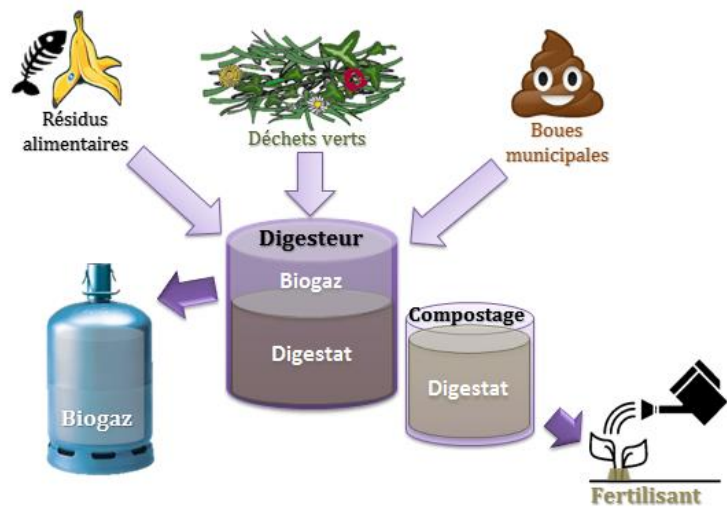 Résidus
alimentaires
Déchets verts
Boues
municipales
Digesteur
Biogaz
Digestat
Compostage
Digestat
Biogaz
Fertilisant